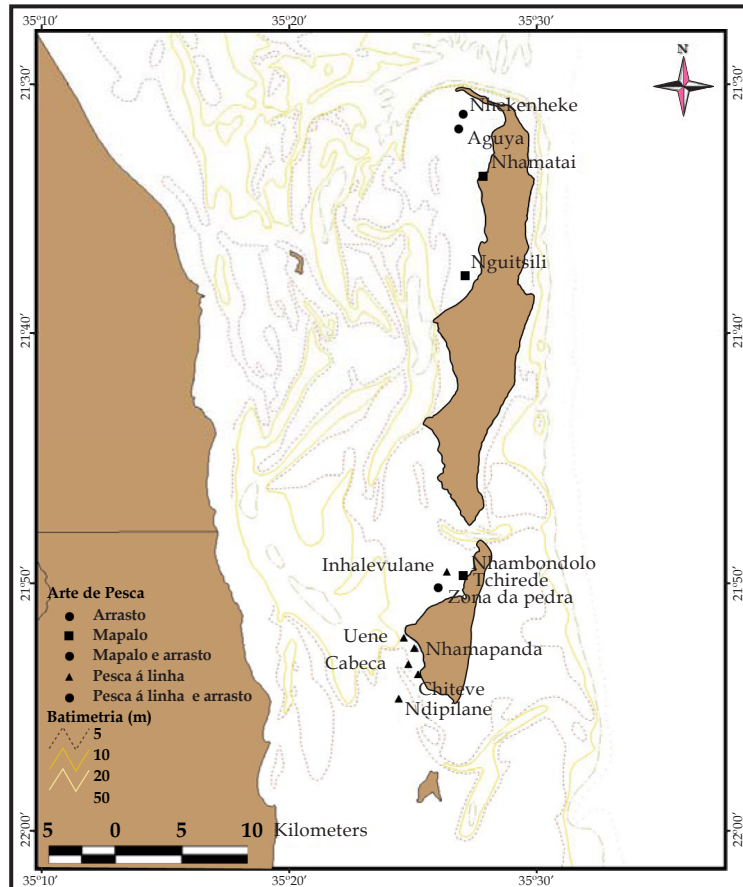 35°10' 35°20' 35°30'
N
21°30' 21°30'
Nhekenheke
Aguya
Nhamatai
Nguitsili
21°40' 21°40'
Inhalevulane Nhambondolo
Tchirede
21°50' 21°50'
Zona da pedra
Uene
Nhamapanda
Cabeca
Chiteve
Ndipilane
Arte de Pesca
Arrasto
Mapalo
Mapalo e arrasto
Pesca á linha
Pesca á linha e arrasto
Batimetria (m)
5
10
20
50
5 0 5 10 Kilometers
22°00' 22°00'
35°10' 35°20' 35°30'